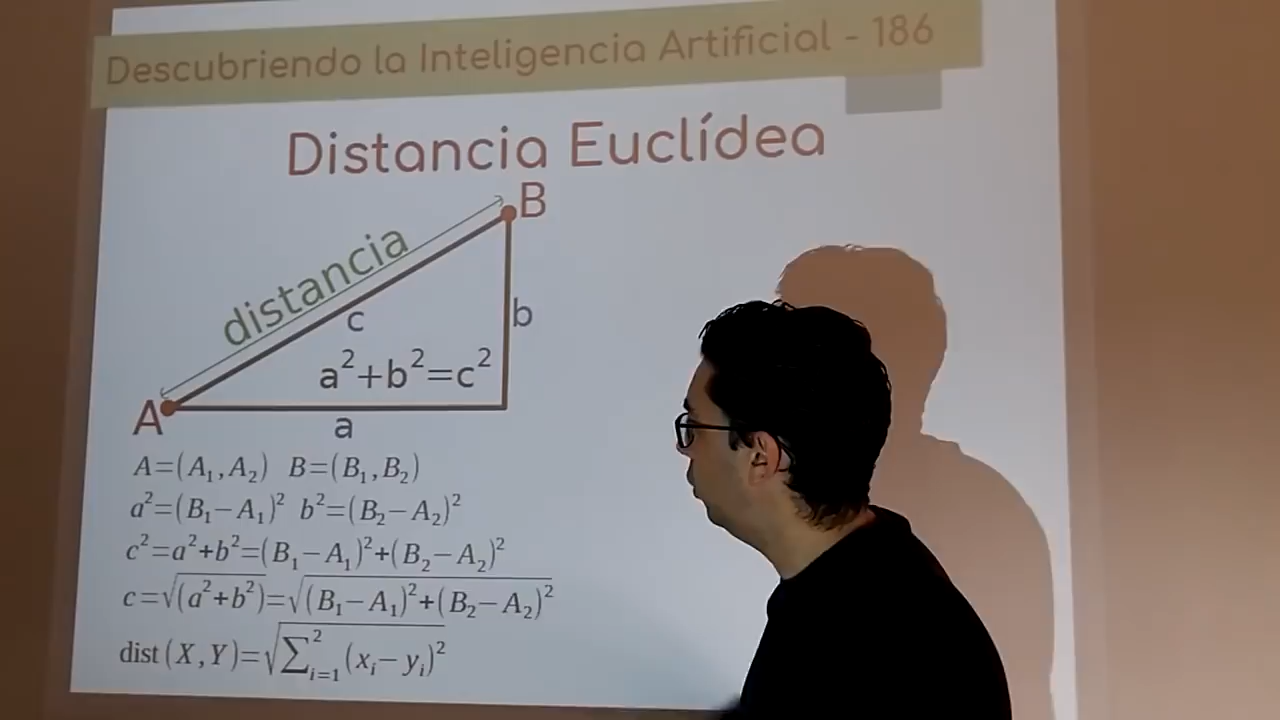 Descubriendo la Inteligencia Artificial - 186
Distancia Euclídea
B
distancia
c
b
a²+b²=c²
A
a
A=(A₁,A₂) B=(B₁,B₂)
a²=(B₁−A₁)² b²=(B₂−A₂)²
c²=a²+b²=(B₁−A₁)²+(B₂−A₂)²
c=√(a²+b²)=√(B₁−A₁)²+(B₂−A₂)²
dist(X,Y)=√∑²ᵢ₌₁(xᵢ−yᵢ)²